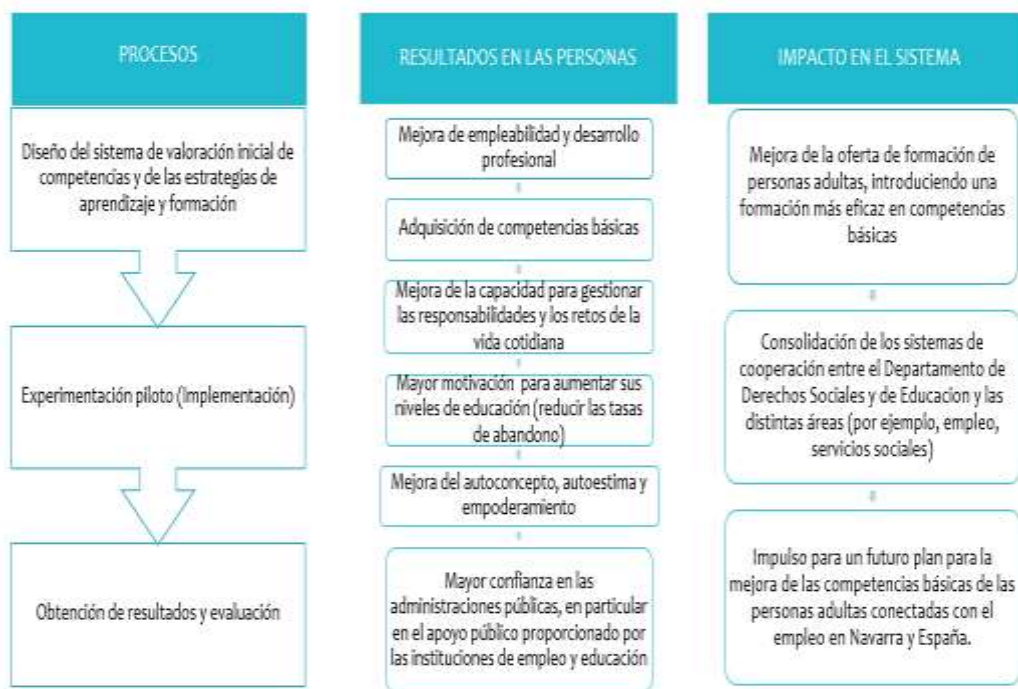 PROCESOS
Diseño del sistema de valoración inicial de
competencias y de las estrategias de
aprendizaje y formación
Experimentación piloto (Implementación)
Obtención de resultados y evaluación
RESULTADOS EN LAS PERSONAS
Mejora de empleabilidad y desarrollo
profesional
Adquisición de competencias básicas
Mejora de la capacidad para gestionar
las responsabilidades y los retos de la
vida cotidiana
Mayor motivación para aumentar sus
niveles de educación (reducir las tasas
de abandono)
Mejora del autoconcepto, autoestima y
empoderamiento
Mayor confianza en las
administraciones públicas, en particular
en el apoyo público proporcionado por
las instituciones de empleo y educación
IMPACTO EN EL SISTEMA
Mejora de la oferta de formación de
personas adultas, introduciendo una
formación más eficaz en competencias
básicas
Consolidación de los sistemas de
cooperación entre el Departamento de
Derechos Sociales y de Educacion y las
distintas áreas (por ejemplo, empleo,
servicios sociales)
Impulso para un futuro plan para la
mejora de las competencias básicas de las
personas adultas conectadas con el
empleo en Navarra y España.